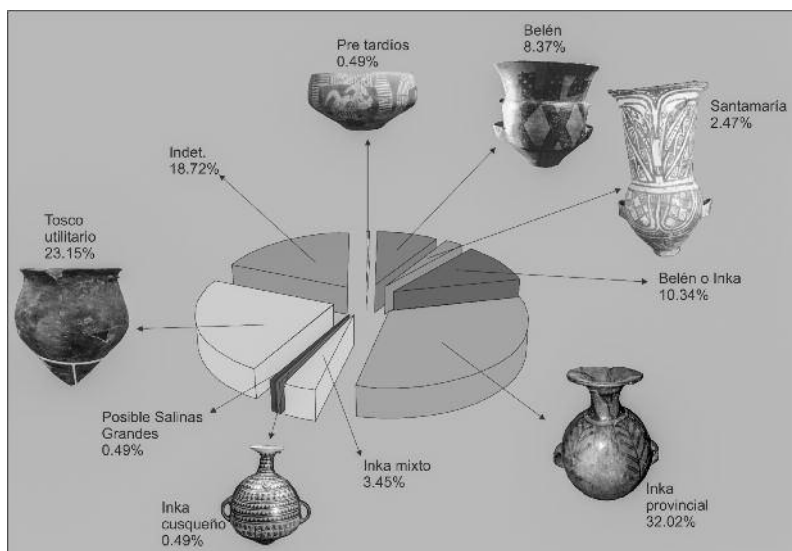 Pre tardíos
0.49%
Belén
8.37%
Santamaría
2.47%
Indet.
18.72%
Tosco
utilitario
23.15%
Belén o Inka
10.34%
Posible Salinas
Grandes
0.49%
Inka mixto
3.45%
Inka
cusqueño
0.49%
Inka
provincial
32.02%